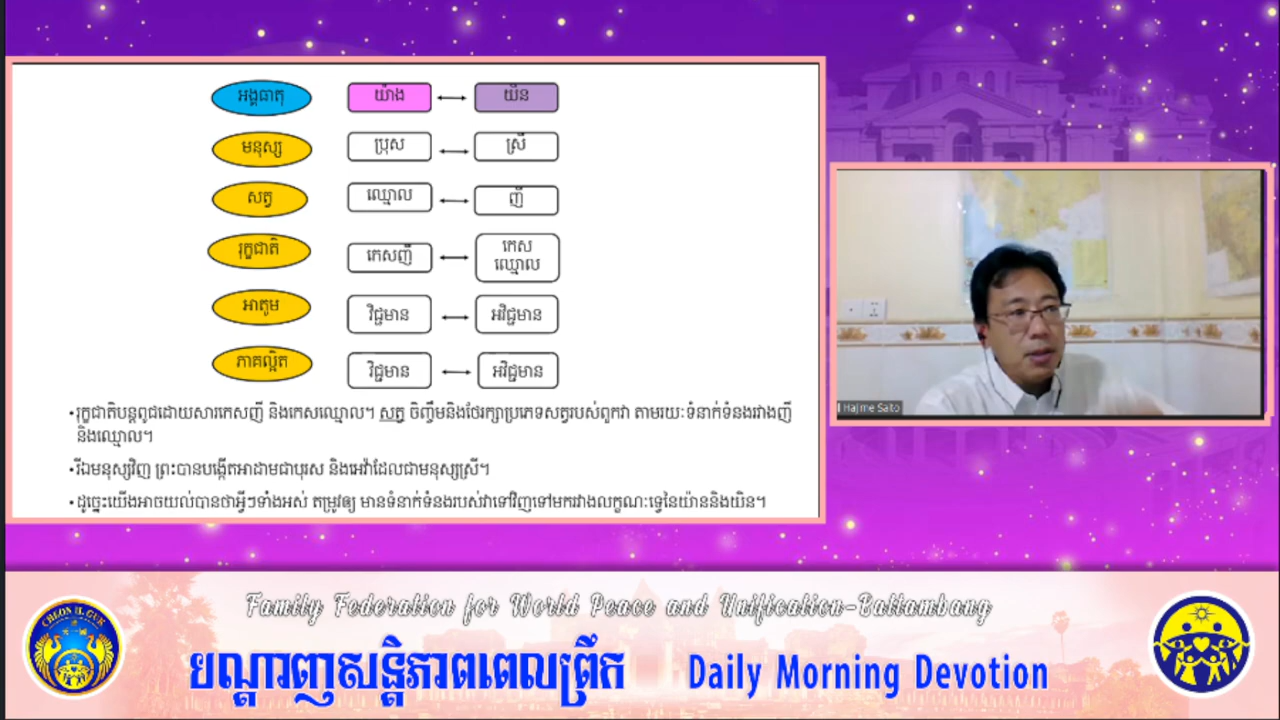 អង្គធាតុ
យ៉ាង
យិន
មនុស្ស
ប្រុស
ស្រី
សត្វ
ឈ្មោល
ញី
រុក្ខជាតិ
កេសញី
កេស
ឈ្មោល
អាតូម
វិជ្ជមាន
អវិជ្ជមាន
ភាគល្អិត
វិជ្ជមាន
អវិជ្ជមាន
•រុក្ខជាតិបន្តពូជដោយសារកេសញី និងកេសឈ្មោល។ សត្វ ចិញ្ចឹមនិងថែរក្សាប្រភេទសត្វរបស់ពួកវា តាមរយៈទំនាក់ទំនងរវាងញី
និងឈ្មោល។
•រីឯមនុស្សវិញ ព្រះបានបង្កើតអាដាមជាបុរស និងអេវ៉ាដែលជាមនុស្សស្រី។
•ដូច្នេះយើងអាចយល់បានថាអ្វីៗទាំងអស់ តម្រូវឲ្យ មានទំនាក់ទំនងរបស់វាទៅវិញទៅមករវាងលក្ខណៈទ្វេនៃយ៉ាននិងយិន។
Hajime Sato
Family Federation for World Peace and Unification-Battambang
បណ្តាញសន្តិភាពពេលព្រឹក
Daily Morning Devotion
CHEON IL GUK